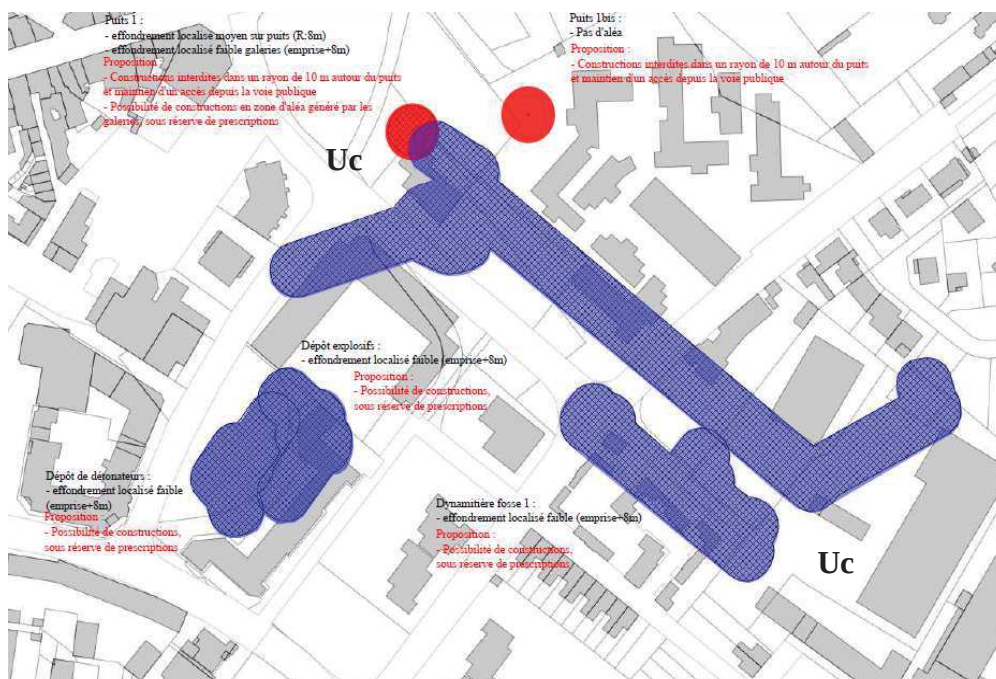 Puits 1 :
- effondrement localisé moyen sur puits (R:8m)
- effondrement localisé faible galeries (emprise+8m)
Proposition
- Constructions interdites dans un rayon de 10 m autour du puits
et maintien d'un accès depuis la voie publique
- Possibilité de constructions en zone d'aléa généré par les
galeries, sous réserve de prescriptions
Puits 1bis :
- Pas d'aléa
Proposition :
- Constructions interdites dans un rayon de 10 m autour du puits
et maintien d'un accès depuis la voie publique
Uc
Dépôt explosifs :
- effondrement localisé faible (emprise+8m)
Proposition :
- Possibilité de constructions,
sous réserve de prescriptions
Dépôt de détonateurs :
- effondrement localisé faible
(emprise+8m)
Proposition
- Possibilité de constructions,
sous réserve de prescriptions
Dynamitière fosse 1 :
- effondrement localisé faible (emprise+8m)
Proposition :
- Possibilité de constructions,
sous réserve de prescriptions
Uc